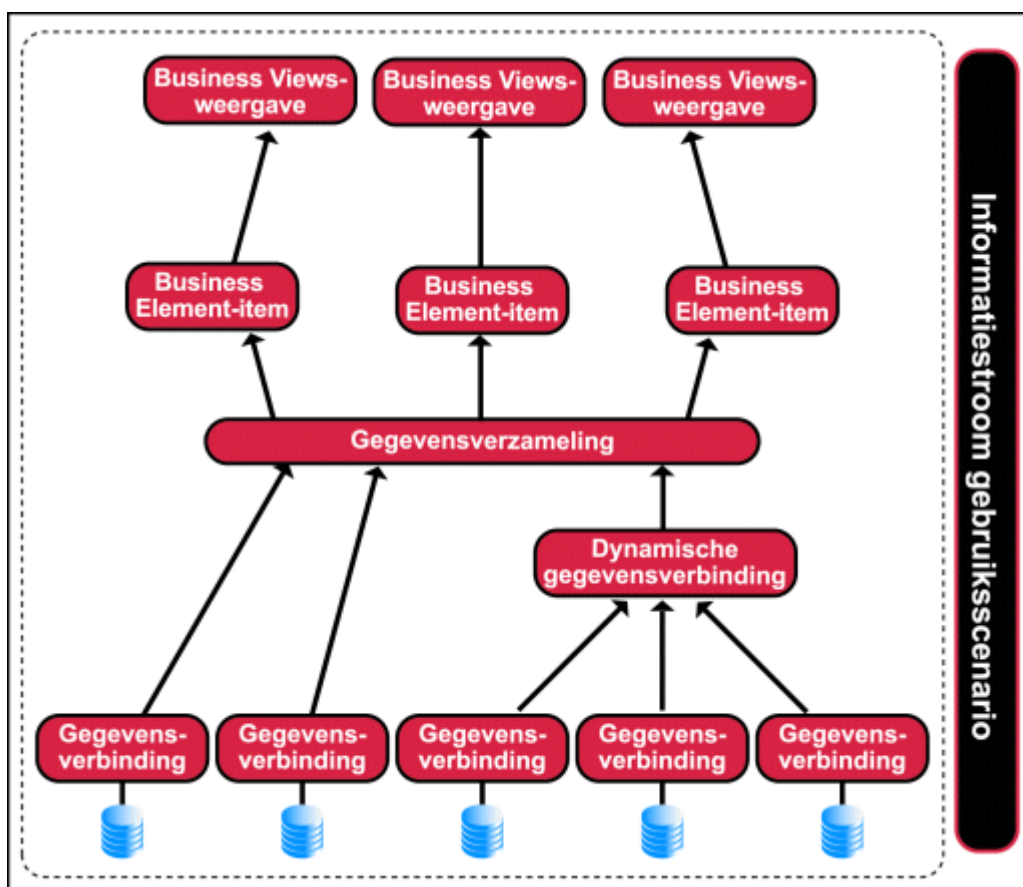 Business Views-
weergave
Business Views-
weergave
Business Views-
weergave
Business
Element-item
Business
Element-item
Business
Element-item
Gegevensverzameling
Dynamische
gegevensverbinding
Gegevens-
verbinding
Gegevens-
verbinding
Gegevens-
verbinding
Gegevens-
verbinding
Gegevens-
verbinding
Informatiestroom gebruiksscenario